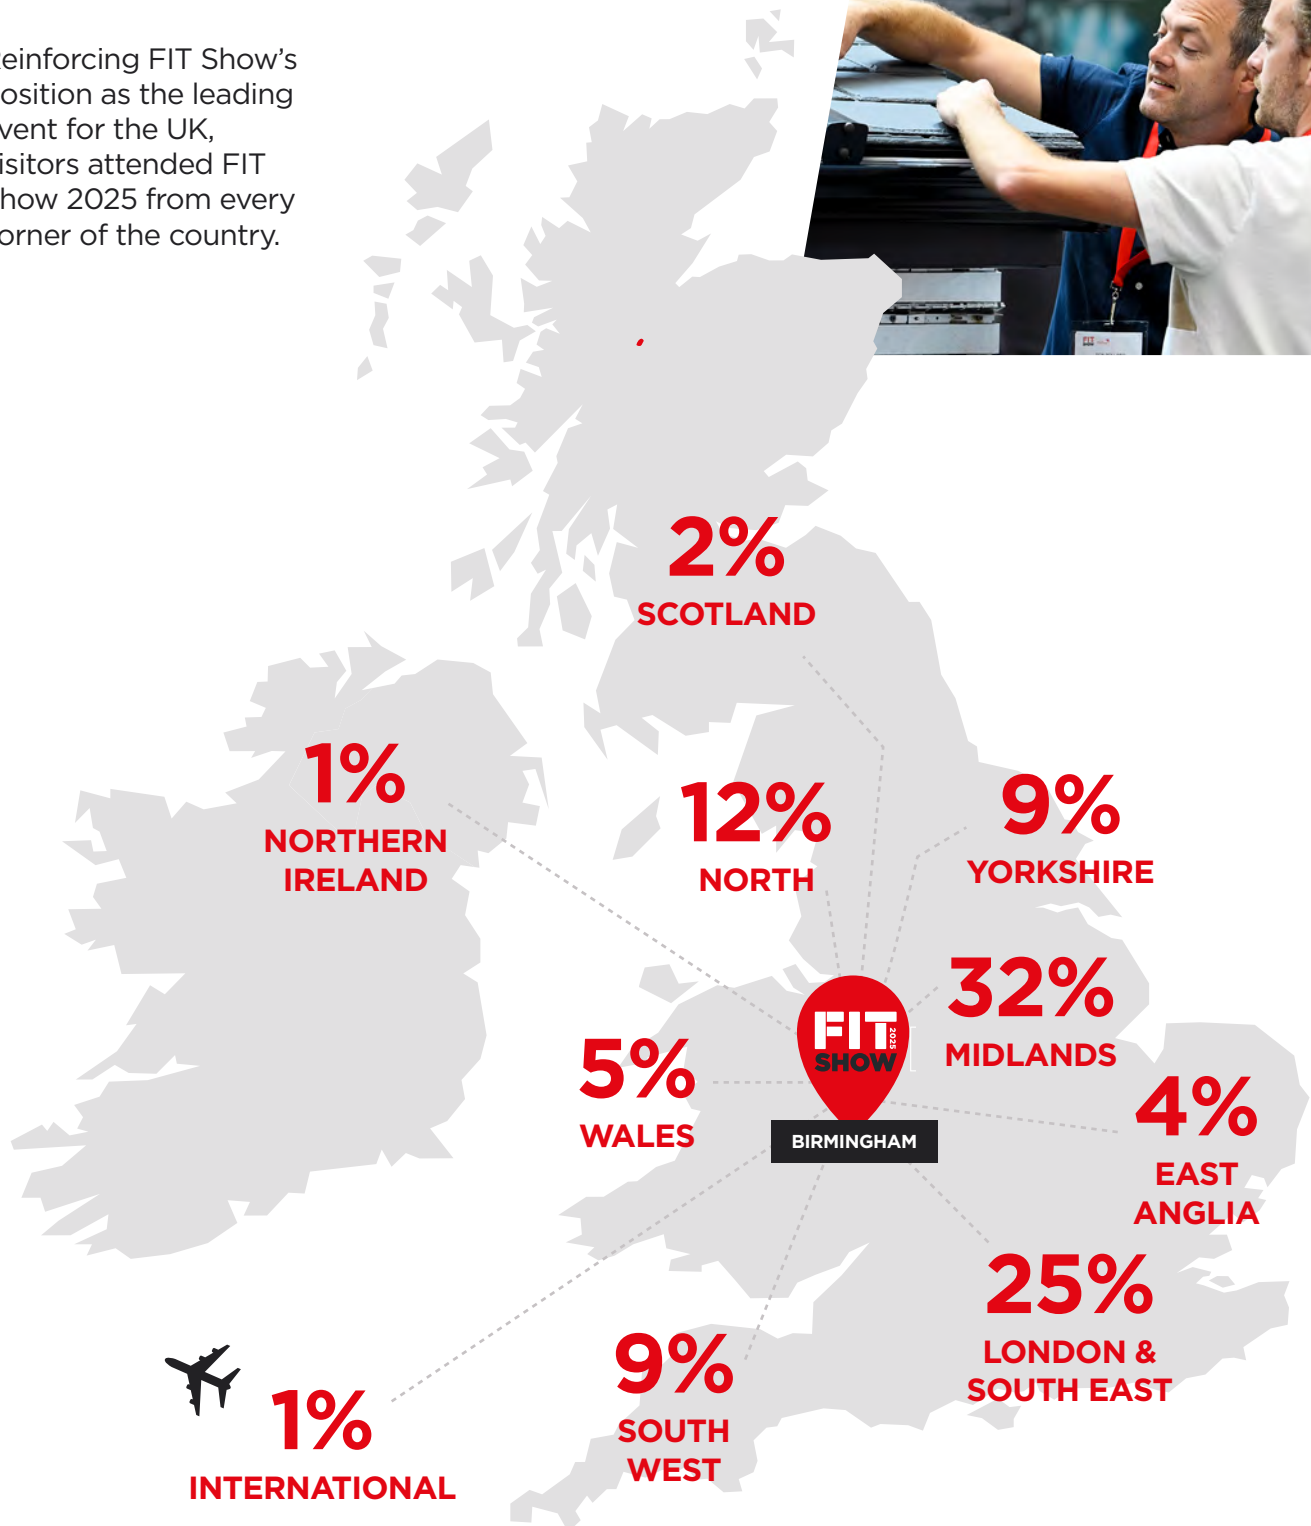 einforcing FIT Show's
osition as the leading
vent for the UK,
isitors attended FIT
how 2025 from every
orner of the country.
2%
SCOTLAND
1%
NORTHERN
IRELAND
12%
NORTH
9%
YORKSHIRE
32%
MIDLANDS
FIT
2025
SHOW
BIRMINGHAM
5%
WALES
4%
EAST
ANGLIA
25%
LONDON &
SOUTH EAST
9%
SOUTH
WEST
1%
INTERNATIONAL